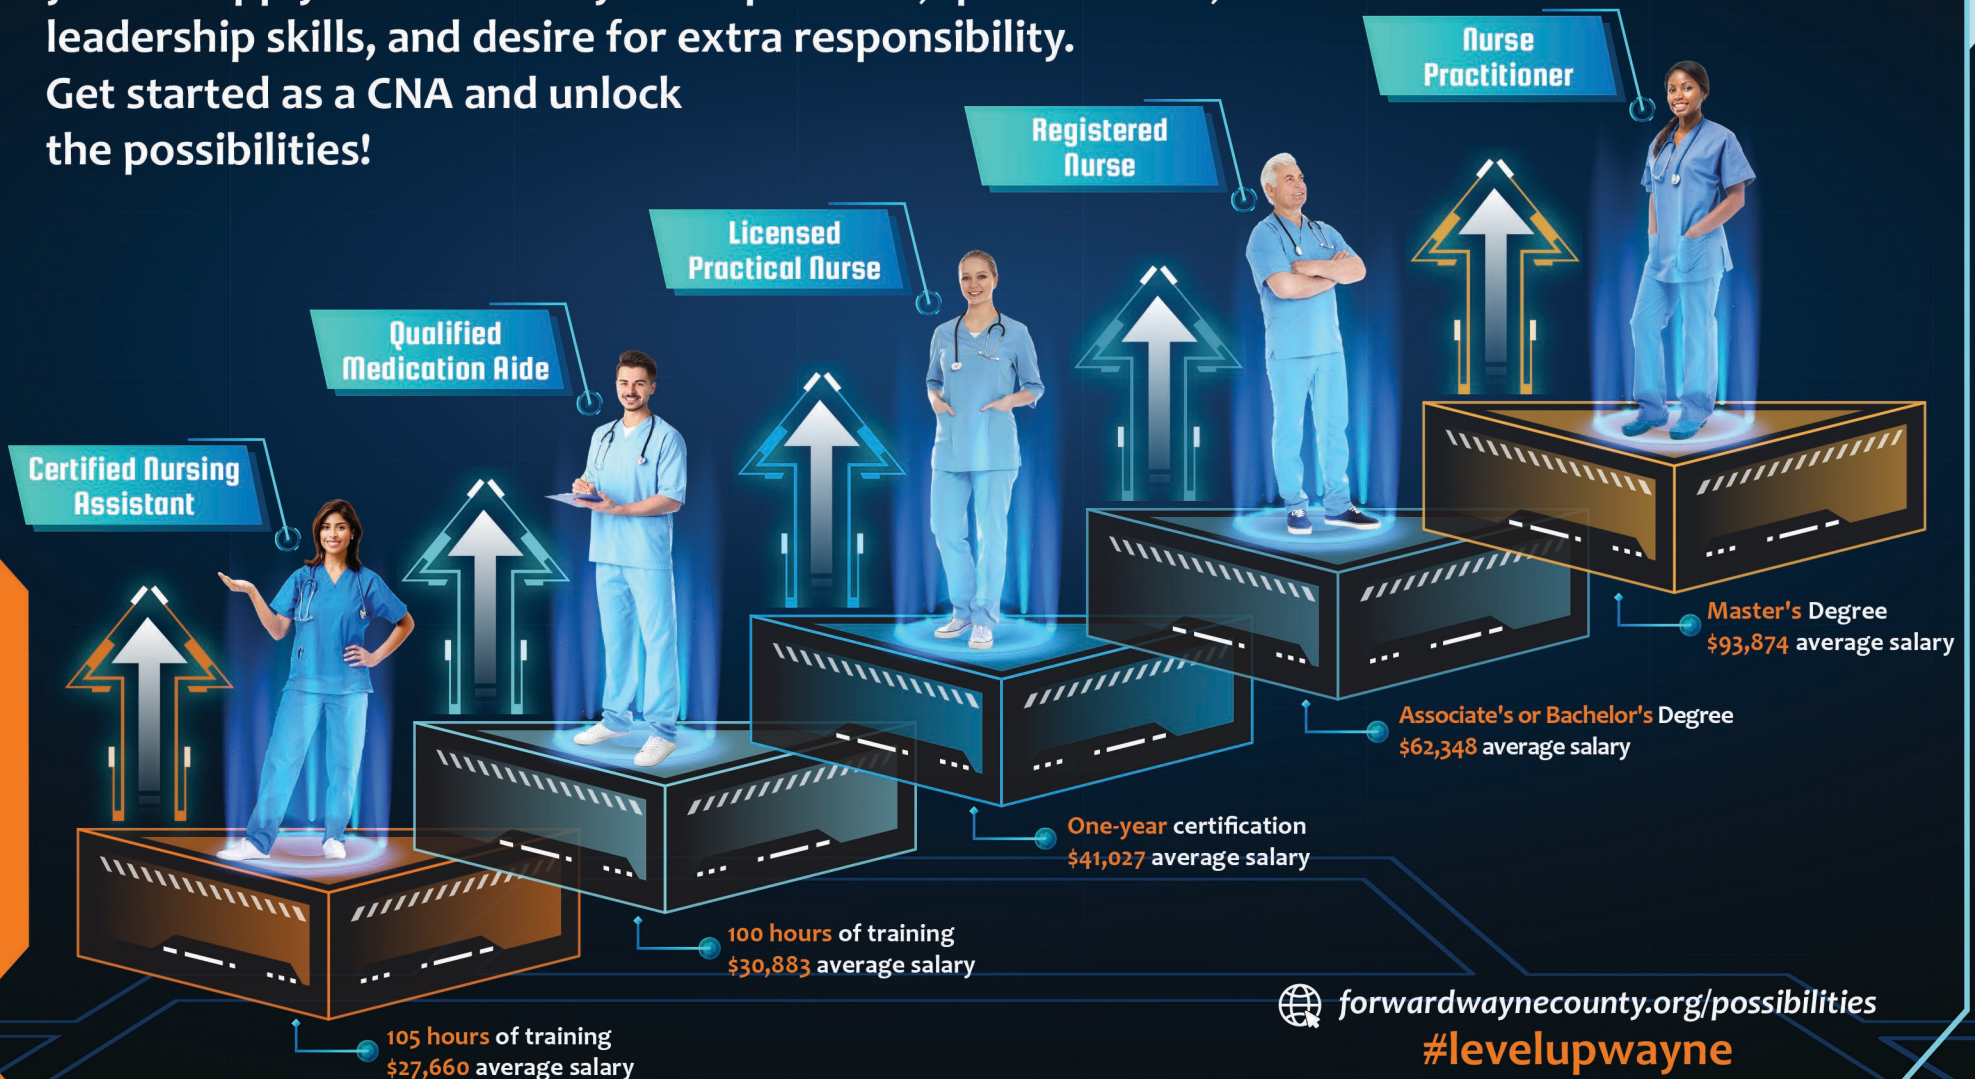 leadership skills, and desire for extra responsibility.
Get started as a CNA and unlock
the possibilities!
Nurse
Practitioner
Registered
Nurse
Licensed
Practical Nurse
Qualified
Medication Aide
Certified Nursing
Assistant
Master's Degree
$93,874 average salary
Associate's or Bachelor's Degree
$62,348 average salary
One-year certification
$41,027 average salary
100 hours of training
$30,883 average salary
105 hours of training
$27,660 average salary
forwardwaynecounty.org/possibilities
#levelupwayne